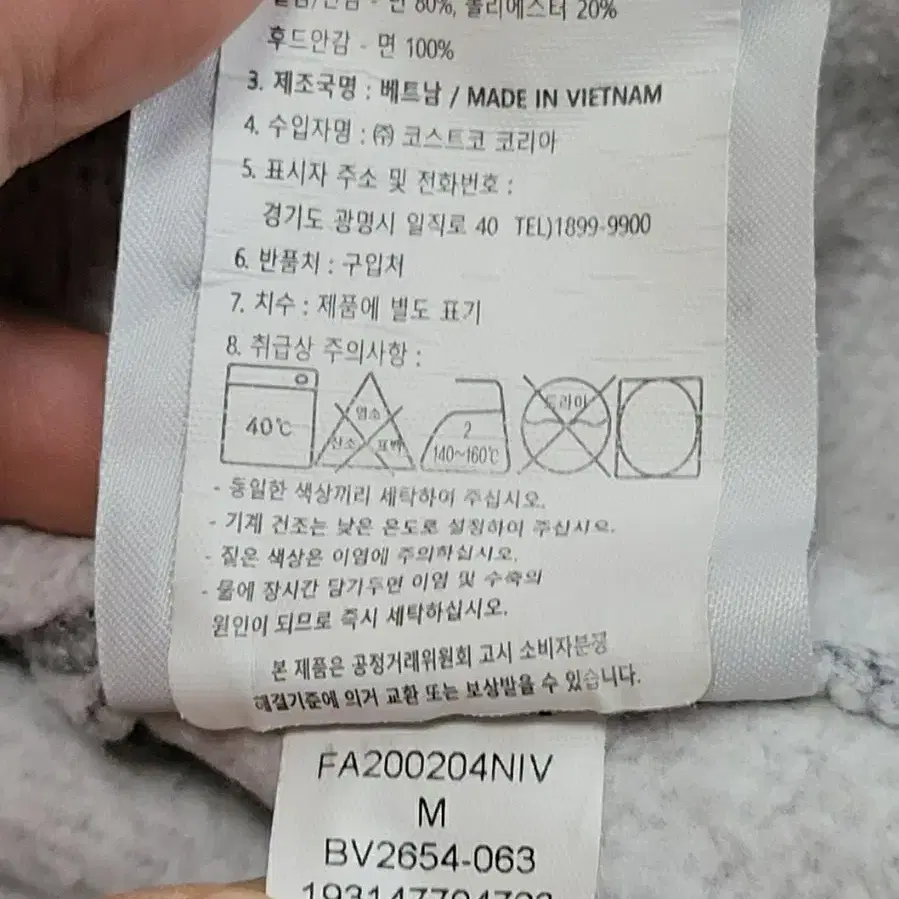 면 80%, 폴리에스터 20%
후드안감 - 면 100%
3. 제조국명 : 베트남 / MADE IN VIETNAM
4. 수입자명 : ㈜ 코스트코 코리아
5. 표시자 주소 및 전화번호 :
경기도 광명시 일직로 40 TEL)1899-9900
6. 반품처 : 구입처
7. 치수 : 제품에 별도 표기
8. 취급상 주의사항 :
40℃ 염소 산소 표백 2 140~160℃ 드라이
- 동일한 색상끼리 세탁하여 주십시오.
- 기계 건조는 낮은 온도로 설정하여 주십시오.
- 짙은 색상은 이염에 주의하십시오.
- 물에 장시간 담가두면 이염 및 수축의
원인이 되므로 즉시 세탁하십시오.
본 제품은 공정거래위원회 고시 소비자분쟁
해결기준에 의거 교환 또는 보상받을 수 있습니다.
FA200204NIV
M
BV2654-063